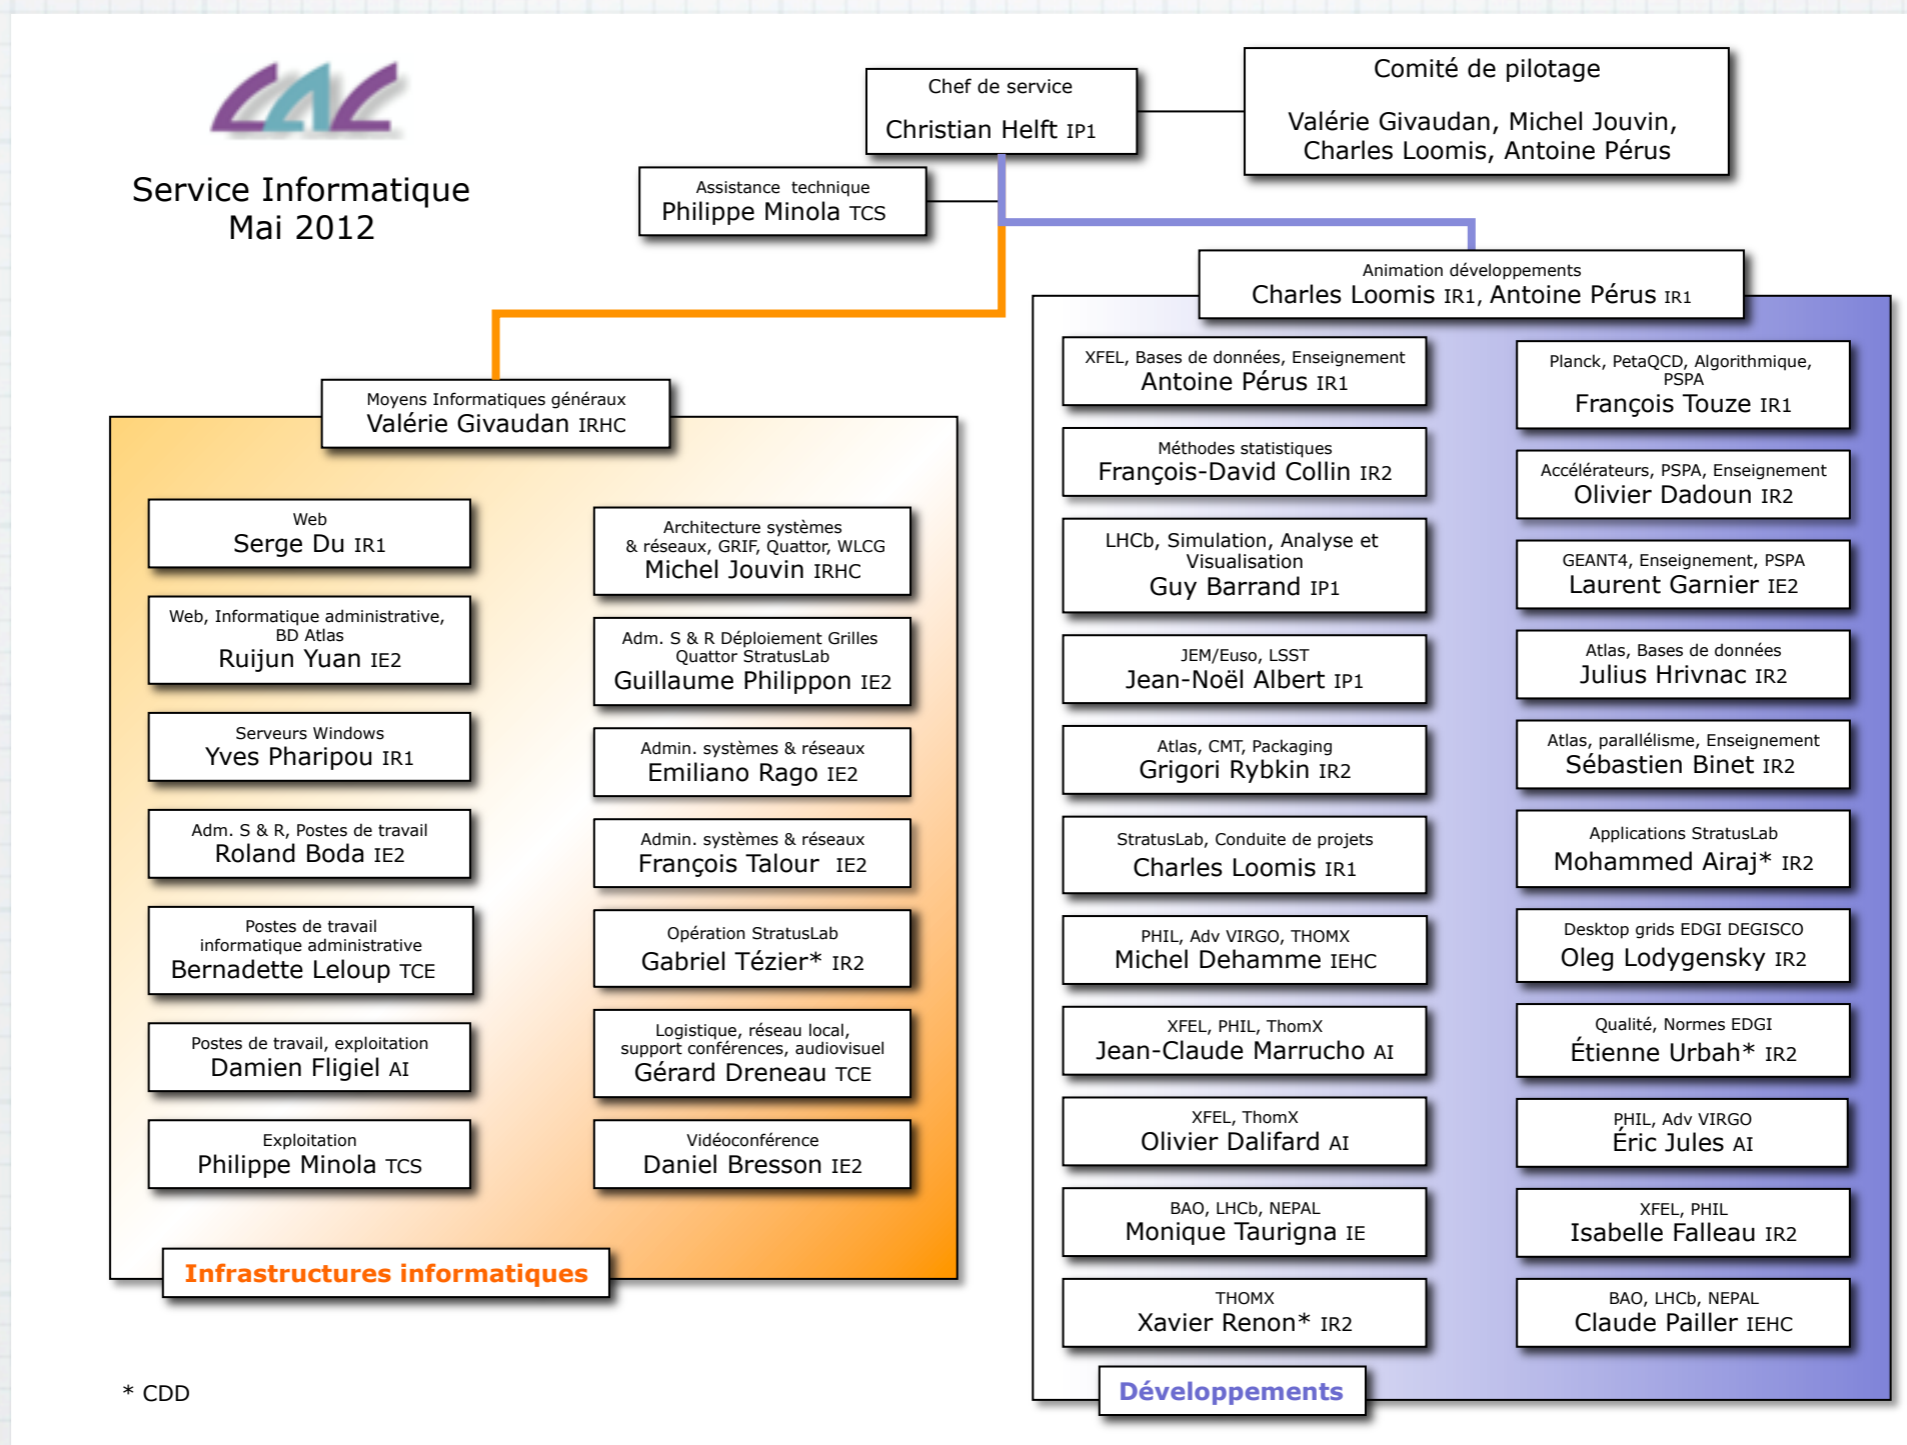 LAL
Service Informatique
Mai 2012
Chef de service
Christian Helft IP1
Comité de pilotage
Valérie Givaudan, Michel Jouvin,
Charles Loomis, Antoine Pérus
Assistance technique
Philippe Minola TCS
Moyens Informatiques généraux
Valérie Givaudan IRHC
Web
Serge Du IR1
Web, Informatique administrative,
BD Atlas
Ruijun Yuan IE2
Serveurs Windows
Yves Pharipou IR1
Adm. S & R, Postes de travail
Roland Boda IE2
Postes de travail
informatique administrative
Bernadette Leloup TCE
Postes de travail, exploitation
Damien Fligiel AI
Exploitation
Philippe Minola TCS
Architecture systèmes
& réseaux, GRIF, Quattor, WLCG
Michel Jouvin IRHC
Adm. S & R Déploiement Grilles
Quattor StratusLab
Guillaume Philippon IE2
Admin. systèmes & réseaux
Emiliano Rago IE2
Admin. systèmes & réseaux
François Talour IE2
Opération StratusLab
Gabriel Tézier* IR2
Logistique, réseau local,
support conférences, audiovisuel
Gérard Dreneau TCE
Vidéoconférence
Daniel Bresson IE2
Infrastructures informatiques
Animation développements
Charles Loomis IR1, Antoine Pérus IR1
XFEL, Bases de données, Enseignement
Antoine Pérus IR1
Méthodes statistiques
François-David Collin IR2
LHCb, Simulation, Analyse et
Visualisation
Guy Barrand IP1
JEM/Euso, LSST
Jean-Noël Albert IP1
Atlas, CMT, Packaging
Grigori Rybkin IR2
StratusLab, Conduite de projets
Charles Loomis IR1
PHIL, Adv VIRGO, THOMX
Michel Dehamme IEHC
XFEL, PHIL, ThomX
Jean-Claude Marrucho AI
XFEL, ThomX
Olivier Dalifard AI
BAO, LHCb, NEPAL
Monique Taurigna IE
THOMX
Xavier Renon* IR2
Planck, PetaQCD, Algorithmique,
PSPA
François Touze IR1
Accélérateurs, PSPA, Enseignement
Olivier Dadoun IR2
GEANT4, Enseignement, PSPA
Laurent Garnier IE2
Atlas, Bases de données
Julius Hrivnac IR2
Atlas, parallélisme, Enseignement
Sébastien Binet IR2
Applications StratusLab
Mohammed Airaj* IR2
Desktop grids EDGI DEGISCO
Oleg Lodygensky IR2
Qualité, Normes EDGI
Étienne Urbah* IR2
PHIL, Adv VIRGO
Éric Jules AI
XFEL, PHIL
Isabelle Falleau IR2
BAO, LHCb, NEPAL
Claude Pailler IEHC
Développements
* CDD